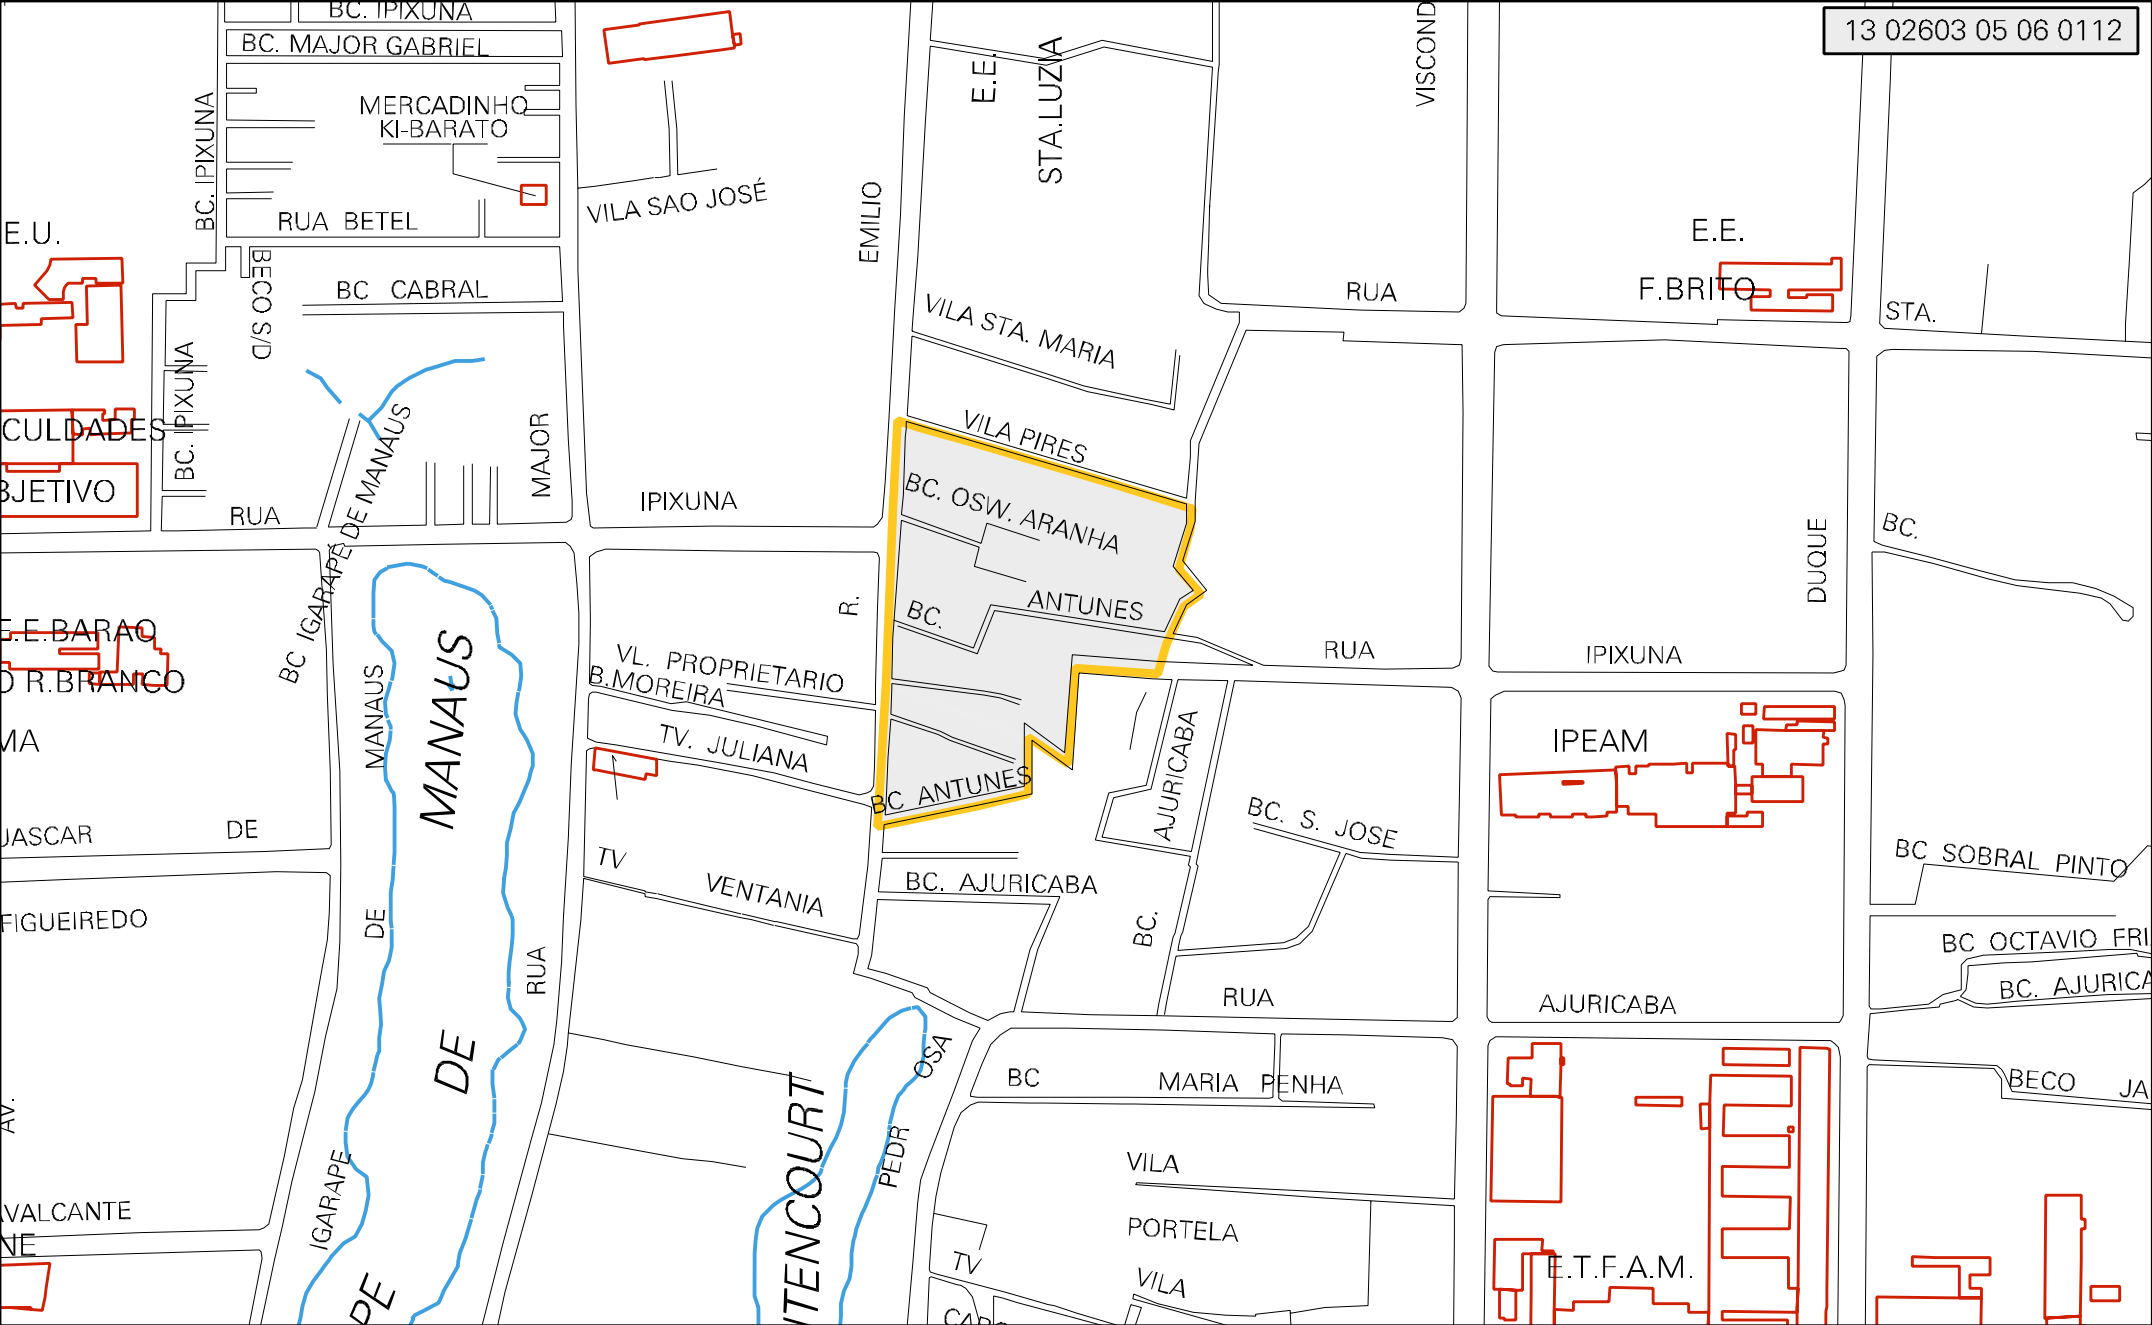 BC. IPIXUNA
13 02603 05 06 0112
BC. MAJOR GABRIEL
E.E.
STA.LUZIA
VISCOND
MERCADINHO
KI-BARATO
BC. IPIXUNA
VILA SAO JOSÉ
EMILIO
RUA BETEL
E.U.
E.E.
F.BRITO
BECO S/D
BC CABRAL
RUA
STA.
VILA STA. MARIA
BC. IPIXUNA
CULDADES
BJETIVO
RUA
MAJOR
IPIXUNA
VILA PIRES
BC. OSW. ARANHA
BC IGARAPÉ DE MANAUS
DUQUE
BC.
R.
BC. ANTUNES
E.E.BARAO
O R.BRANCO
VL. PROPRIETARIO
B.MOREIRA
RUA
IPIXUNA
MANAUS
MANAUS
MA
TV. JULIANA
BC ANTUNES
AJURICABA
IPEAM
BC. S. JOSE
JASCAR
DE
TV
VENTANIA
BC. AJURICABA
BC SOBRAL PINTO
FIGUEIREDO
DE
BC.
RUA
BC OCTAVIO FRI
BC. AJURICA
RUA
AJURICABA
DE
OSA
BC MARIA PENHA
BECO JA
AV.
ITENCOURT
PEDR
VILA
IGARAPE
AVALCANTE
NE
PORTELA
TV
VILA
E.T.F.A.M.
PE